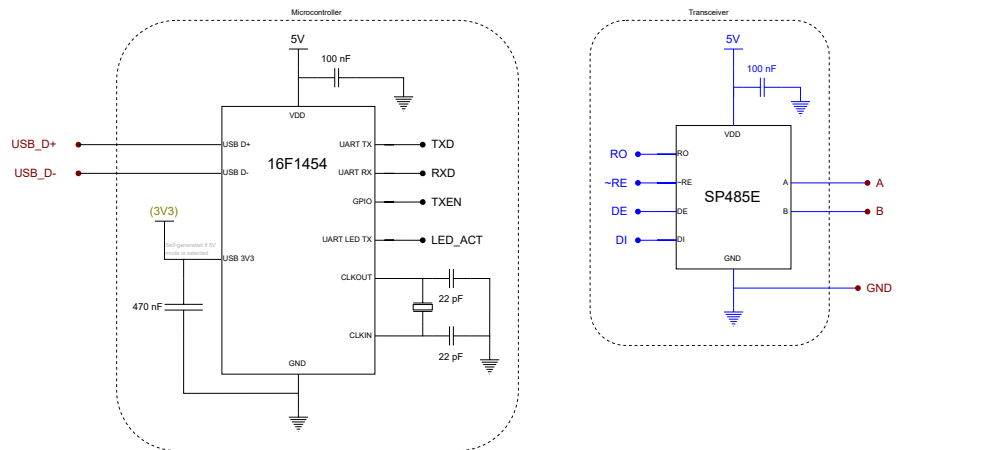 Microcontroller
5V
100 nF
VDD
USB_D+
USB D+
UART TX
TXD
16F1454
USB_D-
USB D-
UART RX
RXD
GPIO
TXEN
(3V3)
UART LED TX
LED_ACT
Self-generated if 5V
mode is selected
USB 3V3
CLKOUT
22 pF
470 nF
CLKIN
22 pF
GND
Transceiver
5V
100 nF
VDD
RO
RO
~RE
~RE
SP485E
A
A
DE
DE
B
B
DI
DI
GND
GND